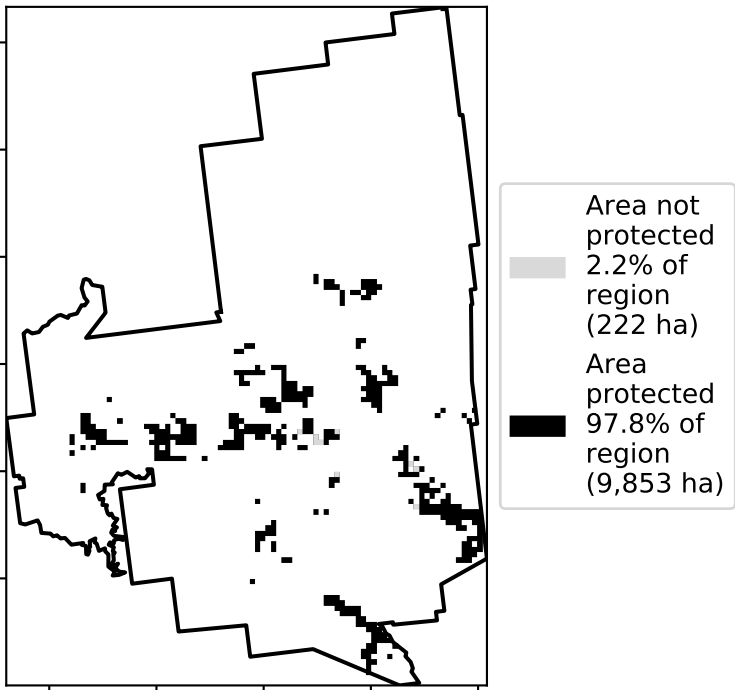 Area not
protected
2.2% of
region
(222 ha)
Area
protected
97.8% of
region
(9,853 ha)